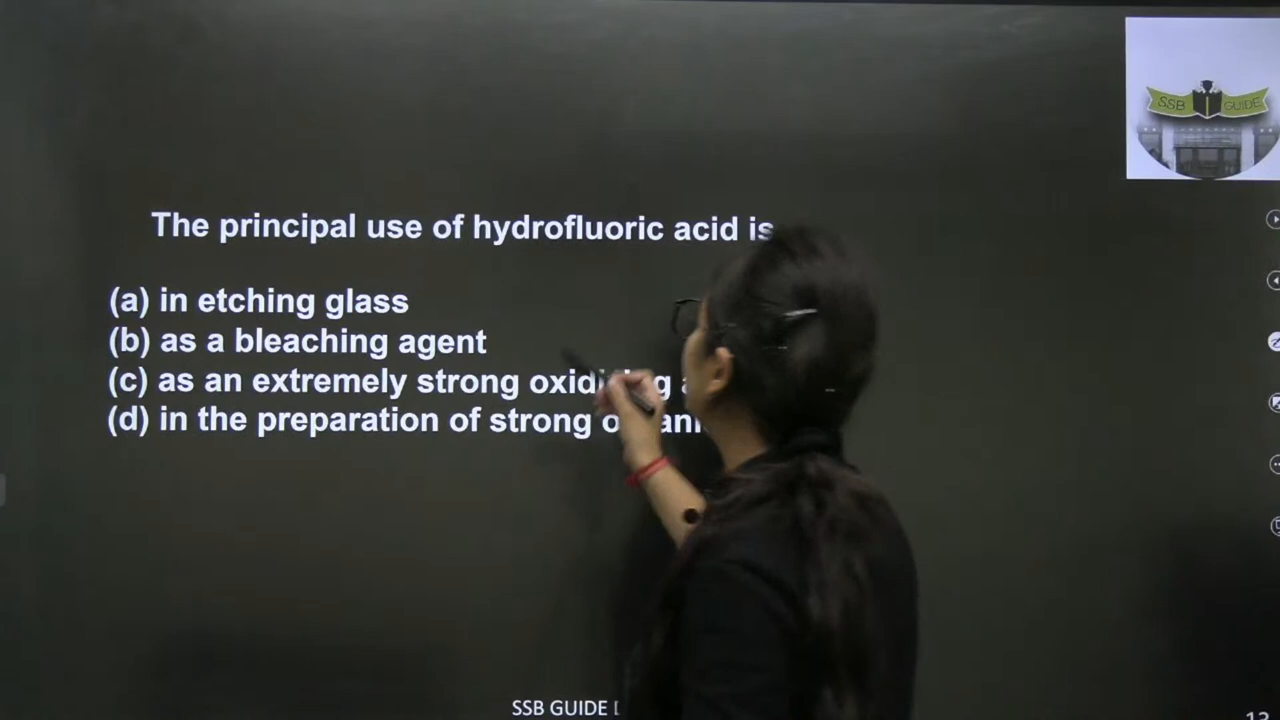 SSB GUIDE
The principal use of hydrofluoric acid is
(a) in etching glass
(b) as a bleaching agent
(c) as an extremely strong
(d) in the preparation of strong
SSB GUIDE